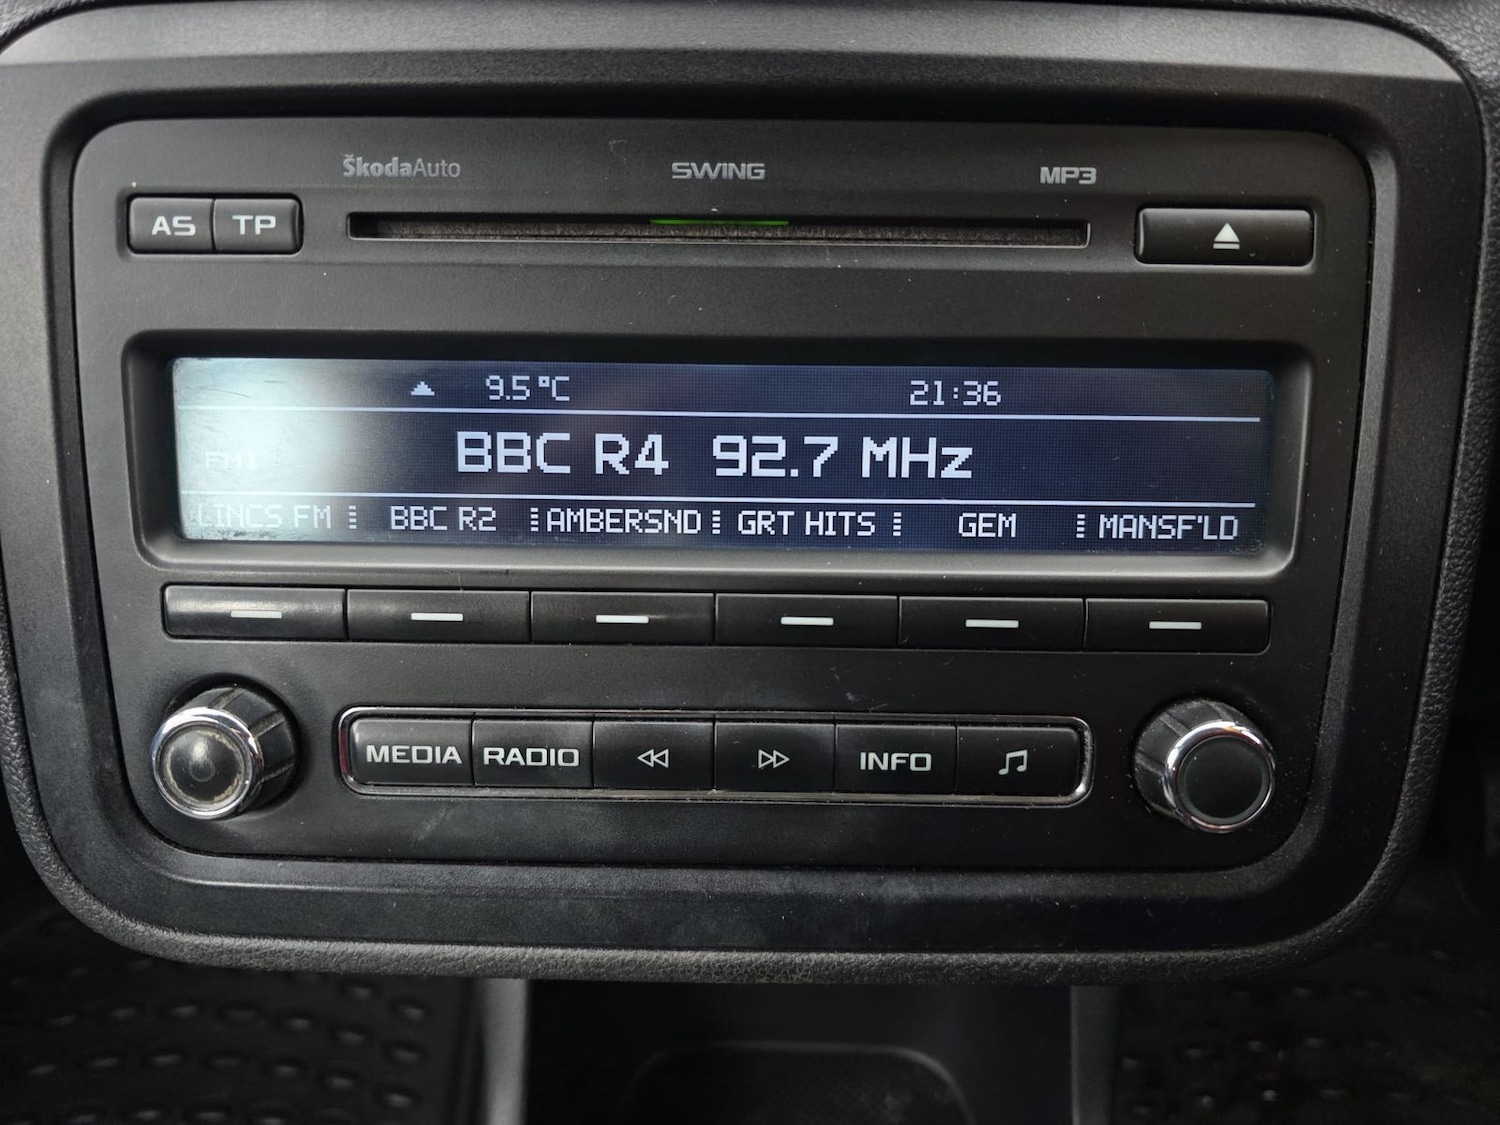 ŠkodaAuto SWING MP3
AS TP
9.5°C 21:36
BBC R4 92.7 MHz
FM1
LINCS FM BBC R2 AMBERSND GRT HITS GEM MANSF'LD
MEDIA RADIO INFO